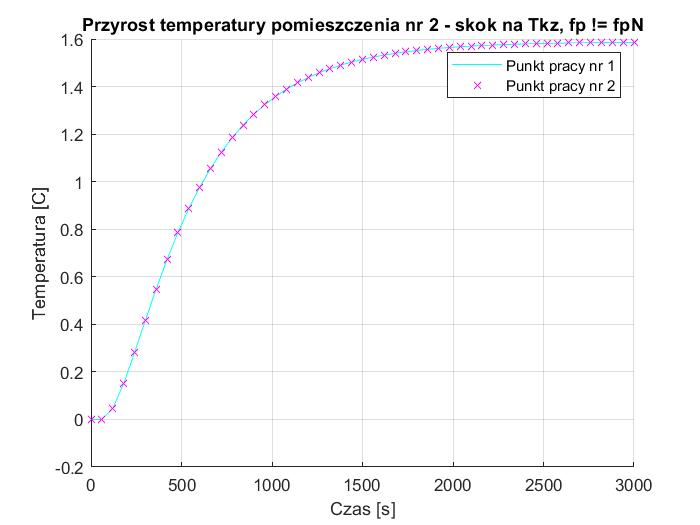 Przyrost temperatury pomieszczenia nr 2 - skok na Tkz, fp != fpN
1.6
1.4
1.2
1
0.8
0.6
0.4
0.2
0
-0.2
Temperatura [C]
Punkt pracy nr 1
Punkt pracy nr 2
0 500 1000 1500 2000 2500 3000
Czas [s]